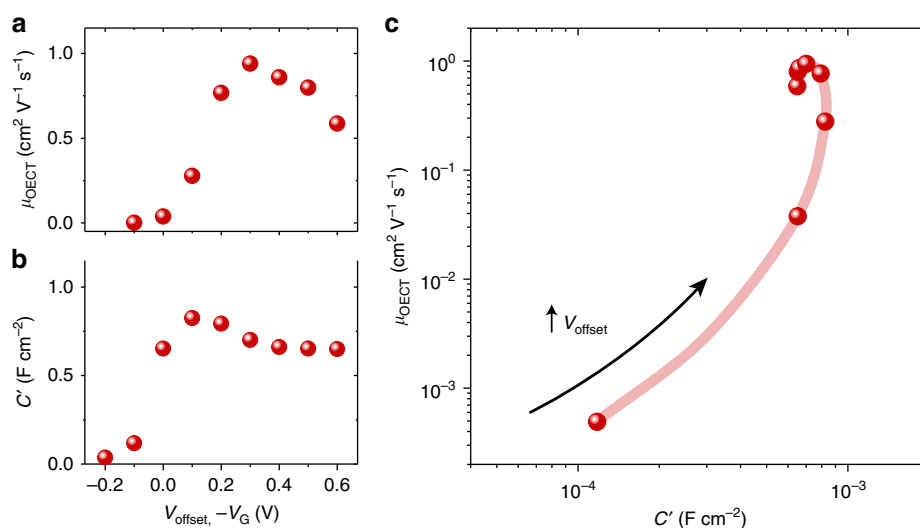 a
1.0
0.5
0.0
μOECT (cm² V⁻¹ s⁻¹)
b
1.0
0.5
0.0
C′ (F cm⁻²)
−0.2 0.0 0.2 0.4 0.6
Voffset, −VG (V)
c
10⁰
10⁻¹
10⁻²
10⁻³
μOECT (cm² V⁻¹ s⁻¹)
Voffset
10⁻⁴ 10⁻³
C′ (F cm⁻²)